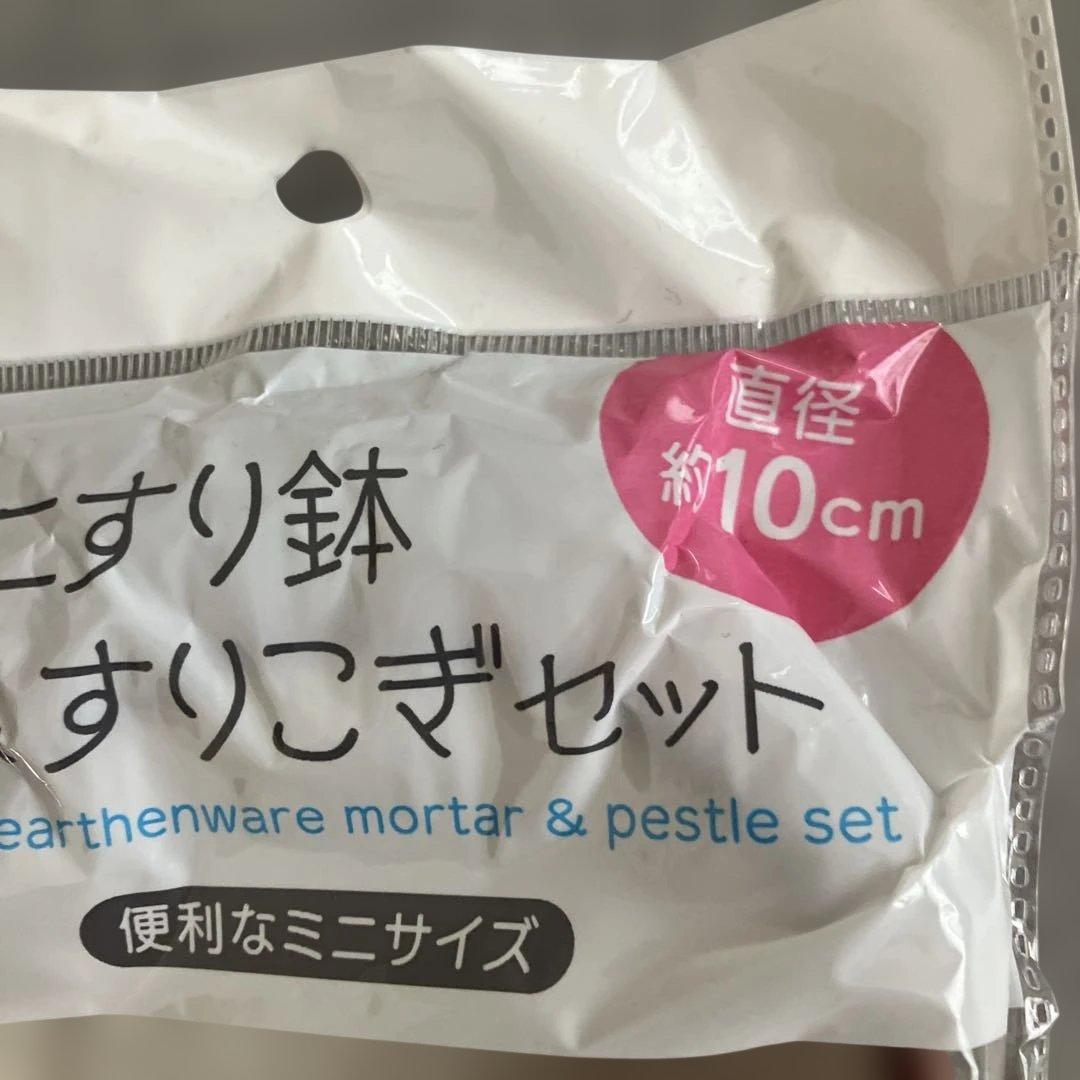 直径
約10cm
ニすり鉢
すりこぎセット
earthenware mortar & pestle set
便利なミニサイズ